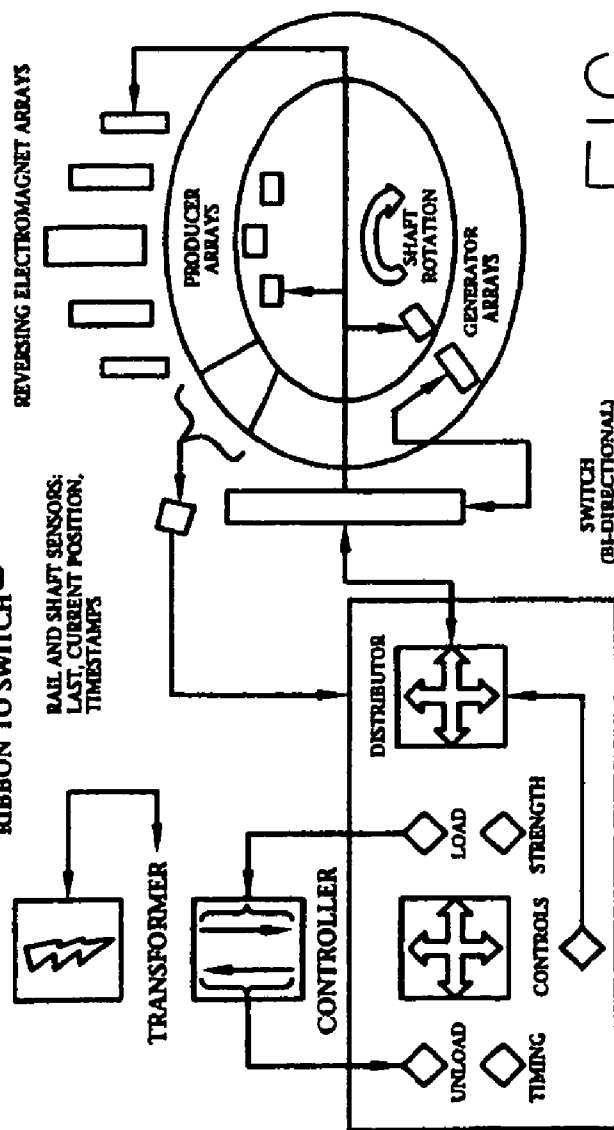 RIBBON TO SWITCH
REVERSING ELECTROMAGNET ARRAYS
RAIL AND SHAFT SENSORS:
LAST, CURRENT POSITION,
TIMESTAMPS
TRANSFORMER
PRODUCER
ARRAYS
CONTROLLER
DISTRIBUTOR
SHAFT
ROTATION
UNLOAD
LOAD
GENERATOR
ARRAYS
TIMING
CONTROLS
STRENGTH
SWITCH
(BI-DIRECTIONAL)